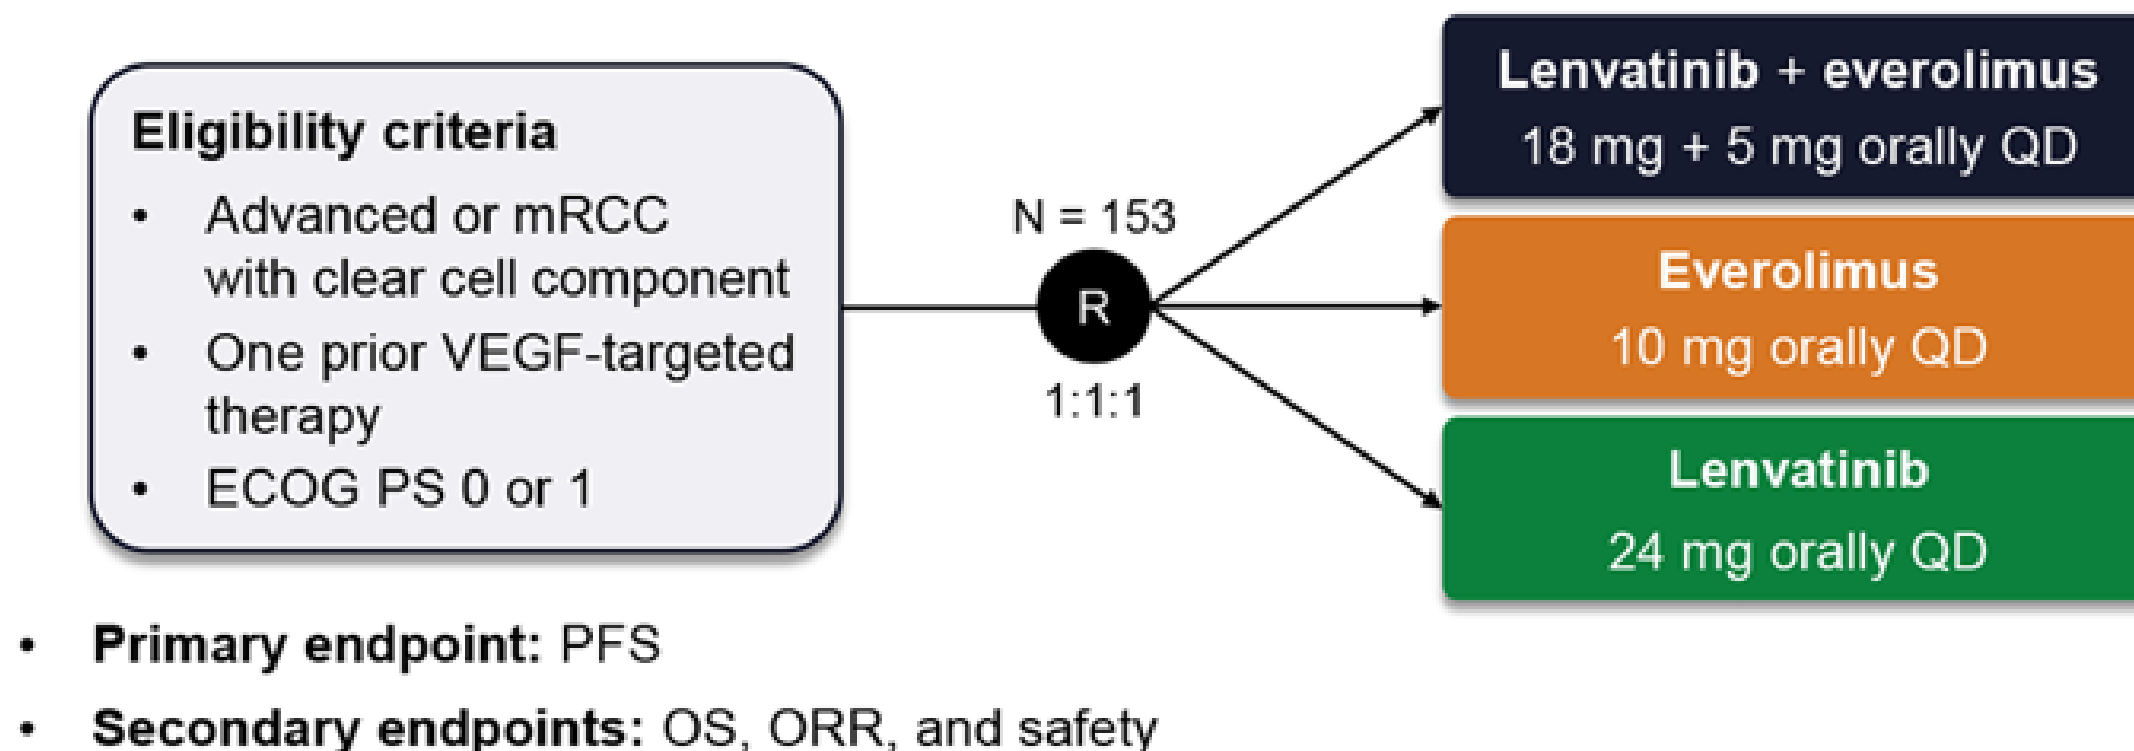 Eligibility criteria
• Advanced or mRCC
with clear cell component
• One prior VEGF-targeted
therapy
• ECOG PS 0 or 1
N = 153
R
1:1:1
Lenvatinib + everolimus
18 mg + 5 mg orally QD
Everolimus
10 mg orally QD
Lenvatinib
24 mg orally QD
• Primary endpoint: PFS
• Secondary endpoints: OS, ORR, and safety